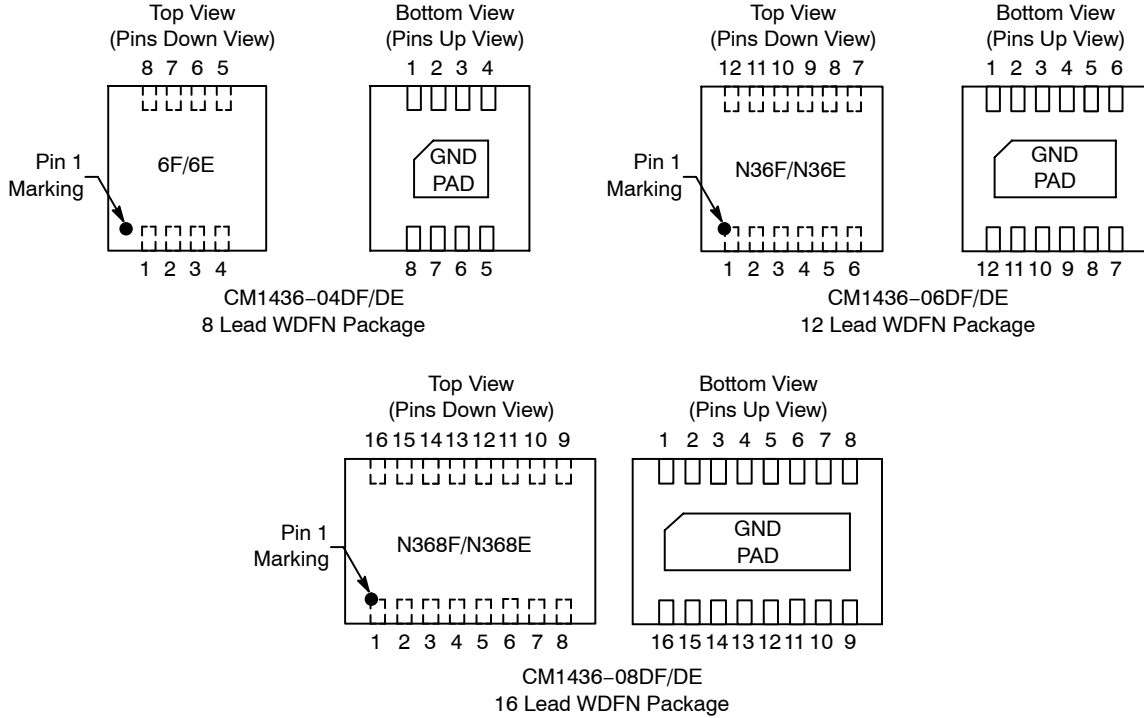 Top View
(Pins Down View)
8 7 6 5
6F/6E
Pin 1
Marking
1 2 3 4
Bottom View
(Pins Up View)
1 2 3 4
GND
PAD
8 7 6 5
CM1436−04DF/DE
8 Lead WDFN Package
Top View
(Pins Down View)
12 11 10 9 8 7
N36F/N36E
Pin 1
Marking
1 2 3 4 5 6
Bottom View
(Pins Up View)
1 2 3 4 5 6
GND
PAD
12 11 10 9 8 7
CM1436−06DF/DE
12 Lead WDFN Package
Top View
(Pins Down View)
16 15 14 13 12 11 10 9
N368F/N368E
Pin 1
Marking
1 2 3 4 5 6 7 8
Bottom View
(Pins Up View)
1 2 3 4 5 6 7 8
GND
PAD
16 15 14 13 12 11 10 9
CM1436−08DF/DE
16 Lead WDFN Package